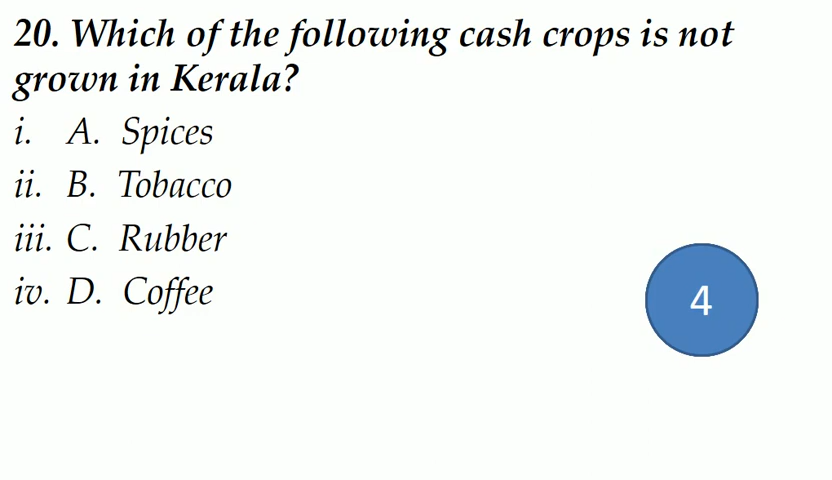 20. Which of the following cash crops is not
grown in Kerala?
i. A. Spices
ii. B. Tobacco
iii. C. Rubber
iv. D. Coffee
4